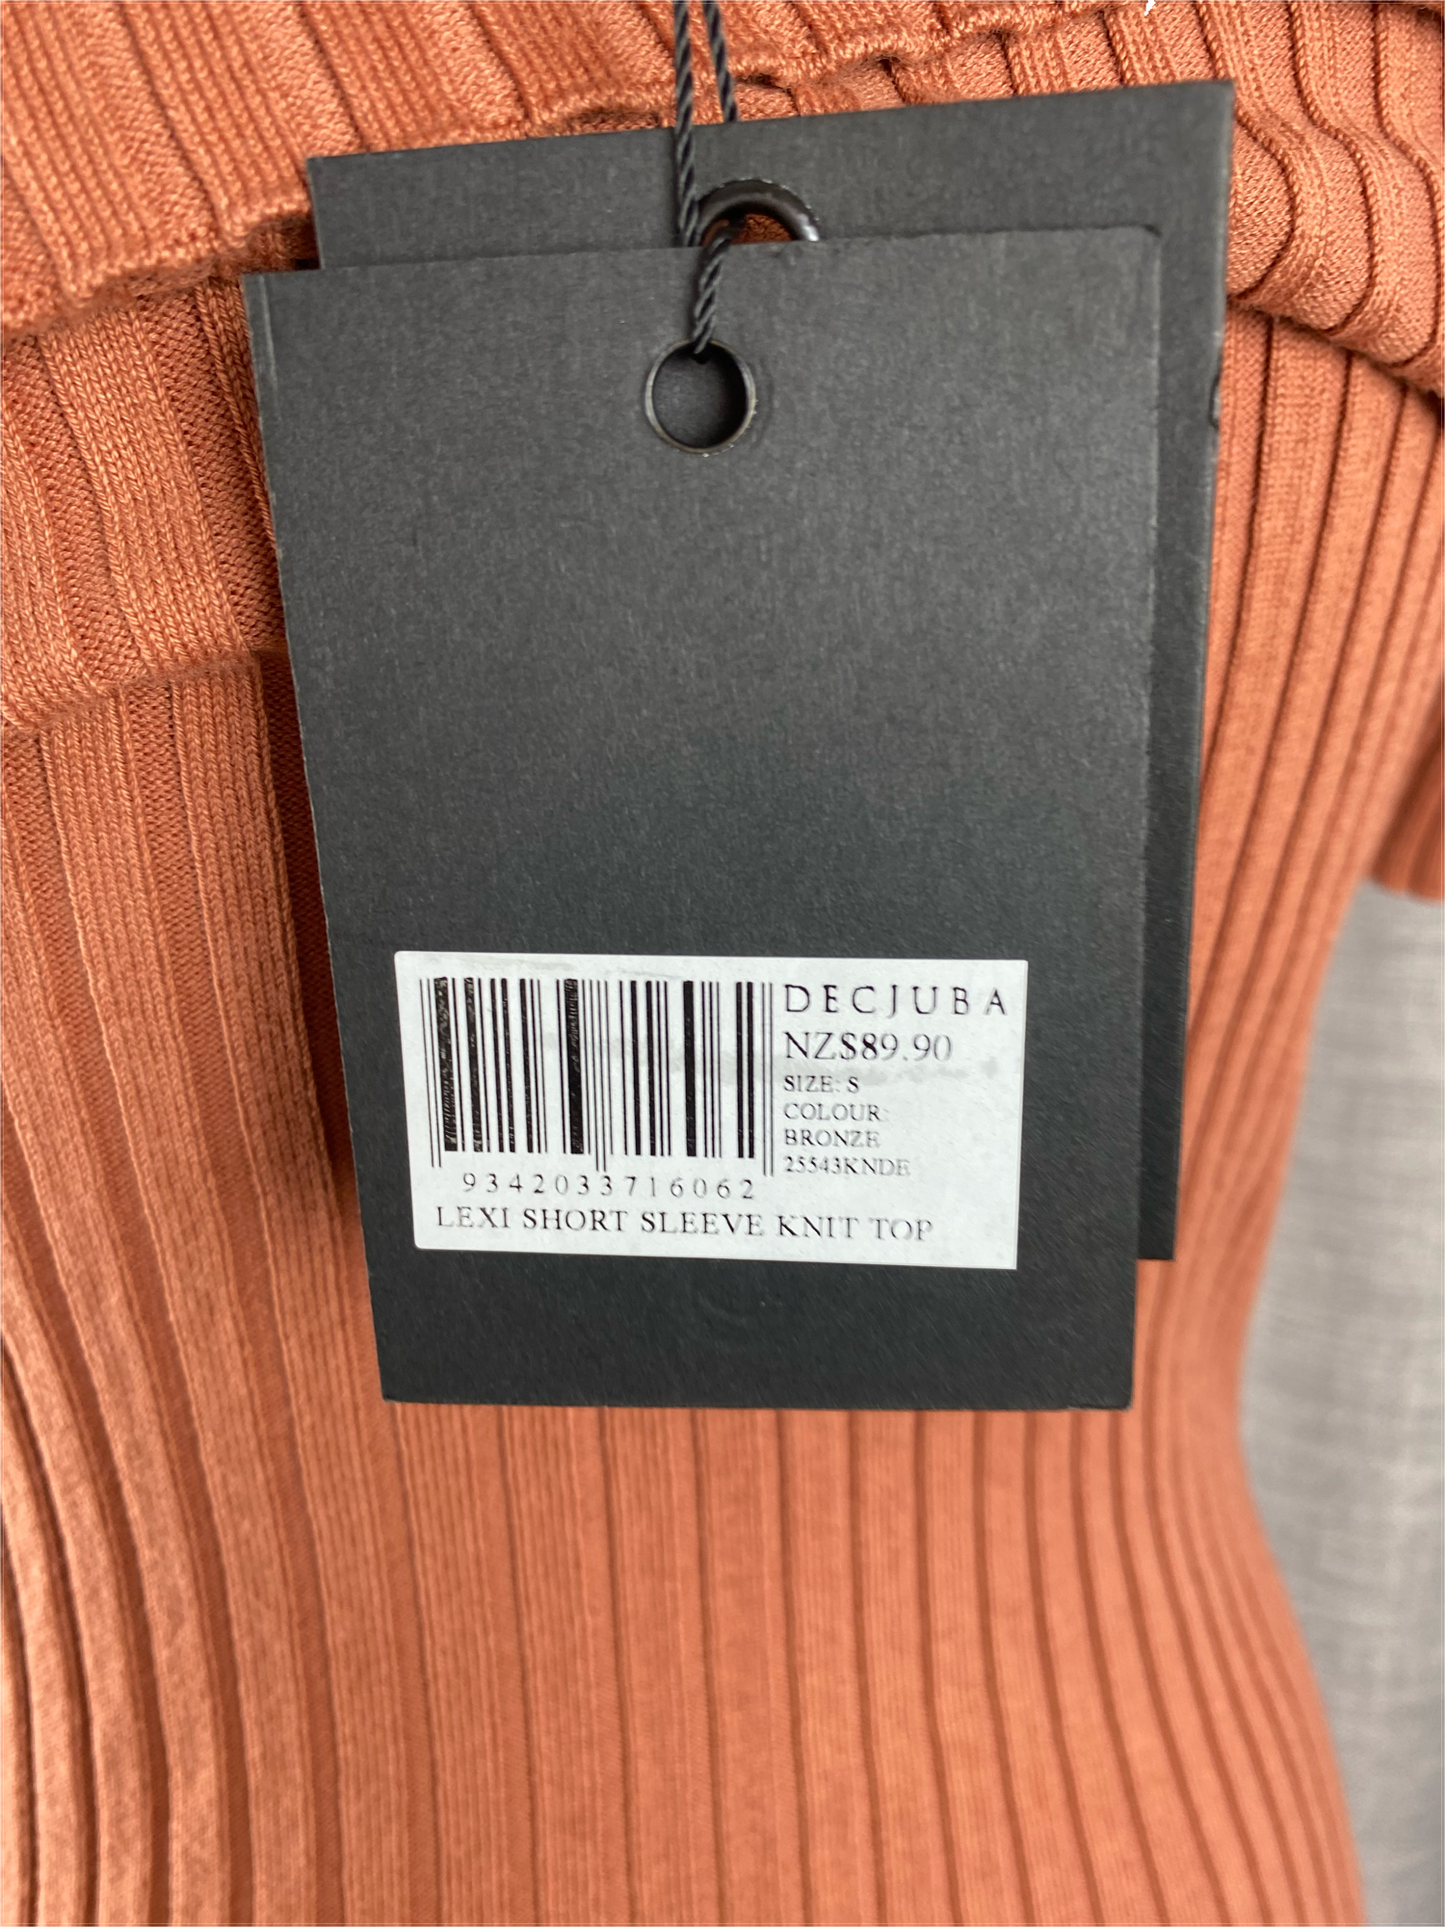 DECJUBA
NZ$89.90
SIZE: S
COLOUR:
BRONZE
25543KNDE
9342033716062
LEXI SHORT SLEEVE KNIT TOP